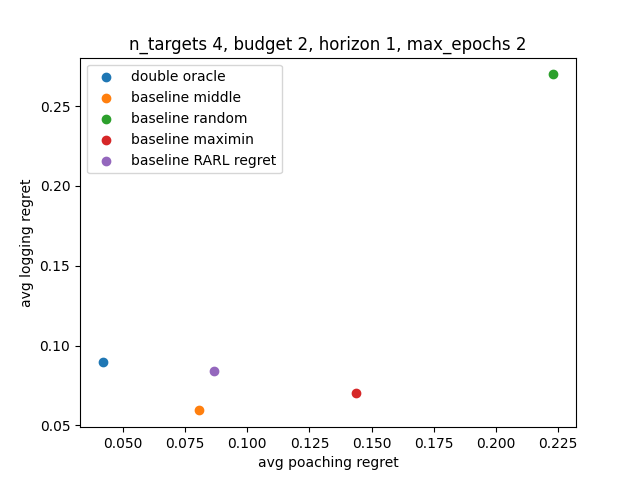 n_targets 4, budget 2, horizon 1, max_epochs 2
double oracle
baseline middle
baseline random
baseline maximin
baseline RARL regret
avg logging regret
0.25
0.20
0.15
0.10
0.05
0.050 0.075 0.100 0.125 0.150 0.175 0.200 0.225
avg poaching regret